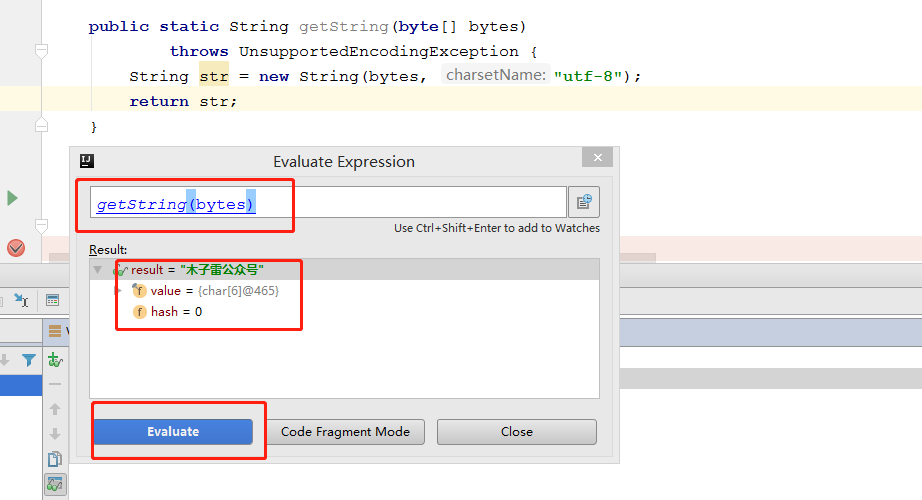 public static String getString(byte[] bytes)
throws UnsupportedEncodingException {
String str = new String(bytes, charsetName: "utf-8");
return str;
}
IJ
Evaluate Expression
getString(bytes)
Use Ctrl+Shift+Enter to add to Watches
Result:
result = "木子雷公众号"
f value = {char[6]@465}
f hash = 0
Evaluate
Code Fragment Mode
Close